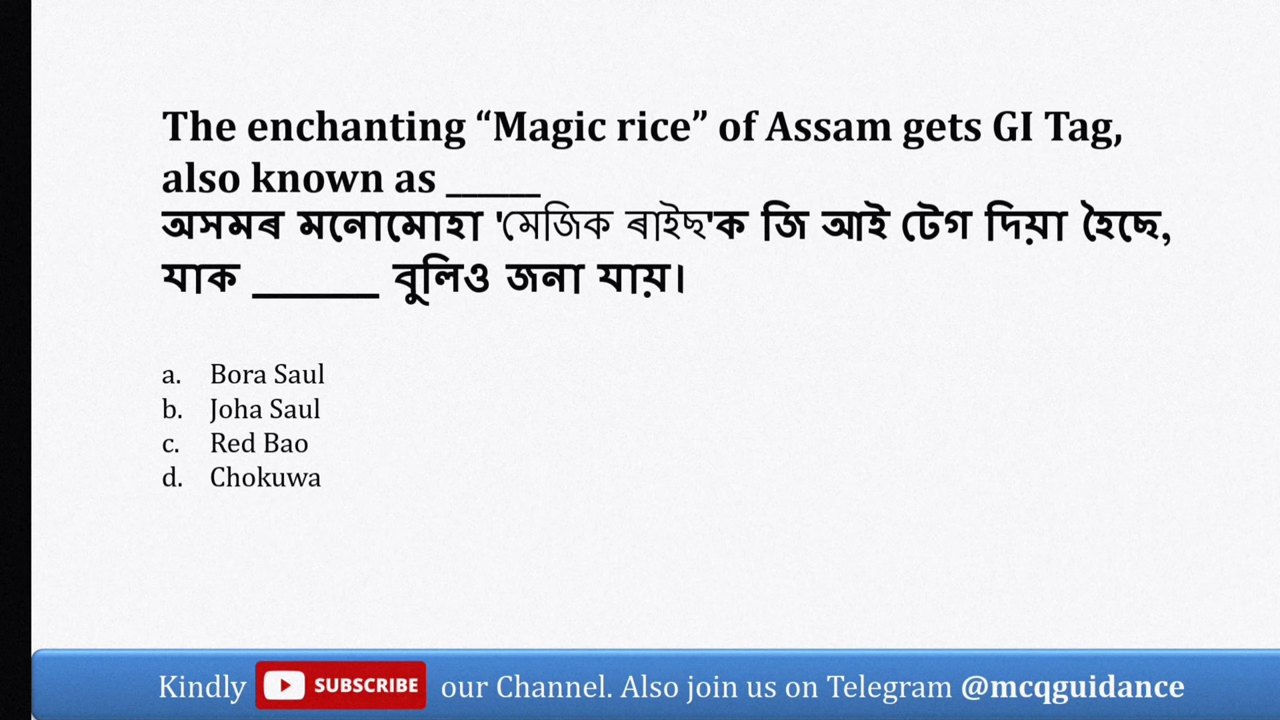 The enchanting “Magic rice” of Assam gets GI Tag,
also known as ______
অসমৰ মনোমোহা 'মেজিক ৰাইছ'ক জি আই টেগ দিয়া হৈছে,
যাক _______ বুলিও জনা যায়।
a. Bora Saul
b. Joha Saul
c. Red Bao
d. Chokuwa
Kindly SUBSCRIBE our Channel. Also join us on Telegram @mcqguidance